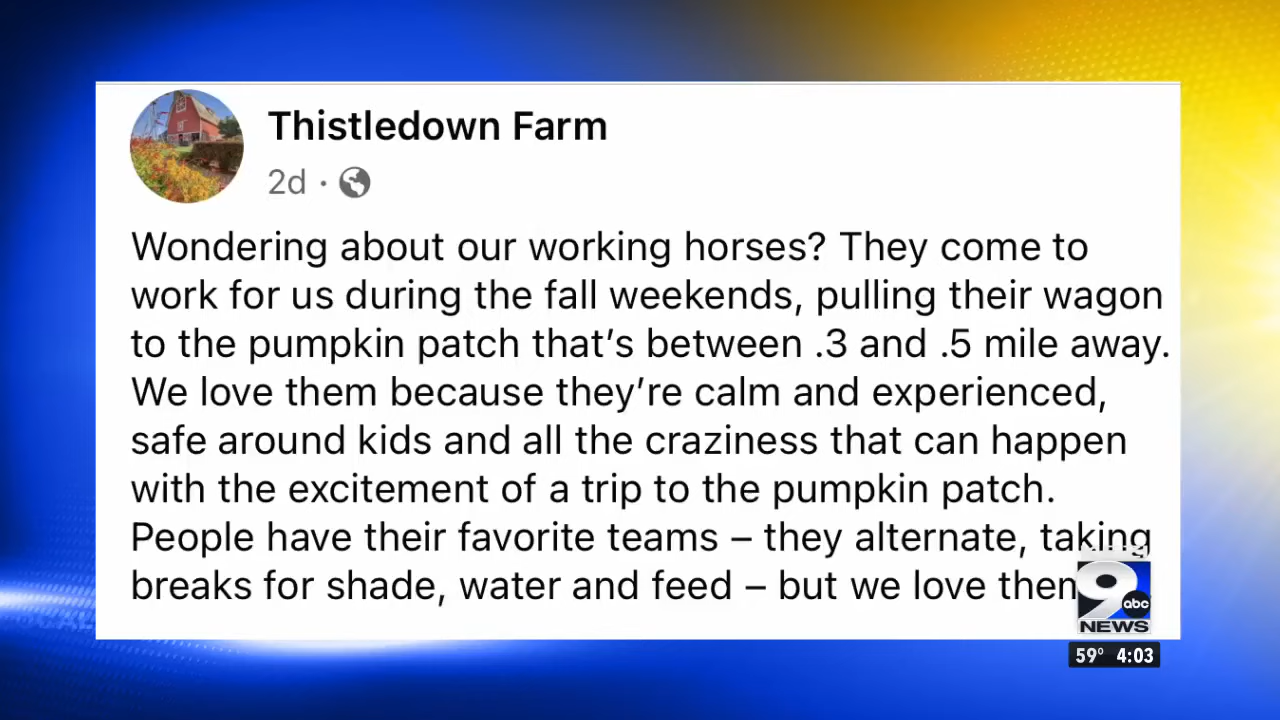 Thistledown Farm
2d ·
Wondering about our working horses? They come to
work for us during the fall weekends, pulling their wagon
to the pumpkin patch that's between .3 and .5 mile away.
We love them because they're calm and experienced,
safe around kids and all the craziness that can happen
with the excitement of a trip to the pumpkin patch.
People have their favorite teams – they alternate, taking
breaks for shade, water and feed – but we love them
9
abc
NEWS
59° 4:03